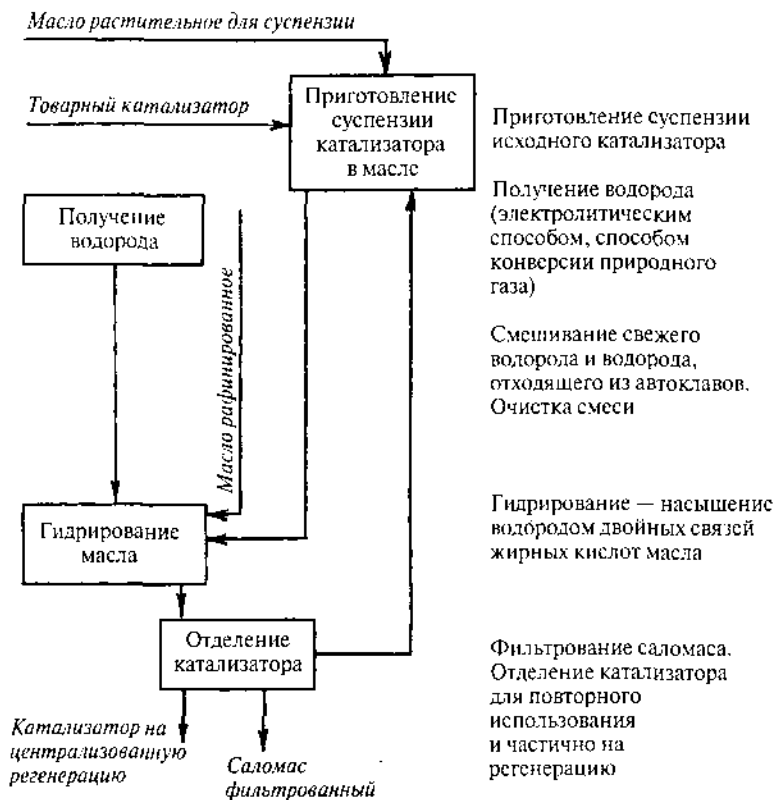 Масло растительное для суспензии
Товарный катализатор
Приготовление
суспензии
катализатора
в масле
Приготовление суспензии
исходного катализатора
Получение
водорода
Масло рафинированное
Получение водорода
(электролитическим
способом, способом
конверсии природного
газа)
Смешивание свежего
водорода и водорода,
отходящего из автоклавов.
Очистка смеси
Гидрирование
масла
Гидрирование — насыщение
водородом двойных связей
жирных кислот масла
Отделение
катализатора
Фильтрование саломаса.
Отделение катализатора
для повторного
использования
и частично на
регенерацию
Катализатор на
централизованную
регенерацию
Саломас
фильтрованный